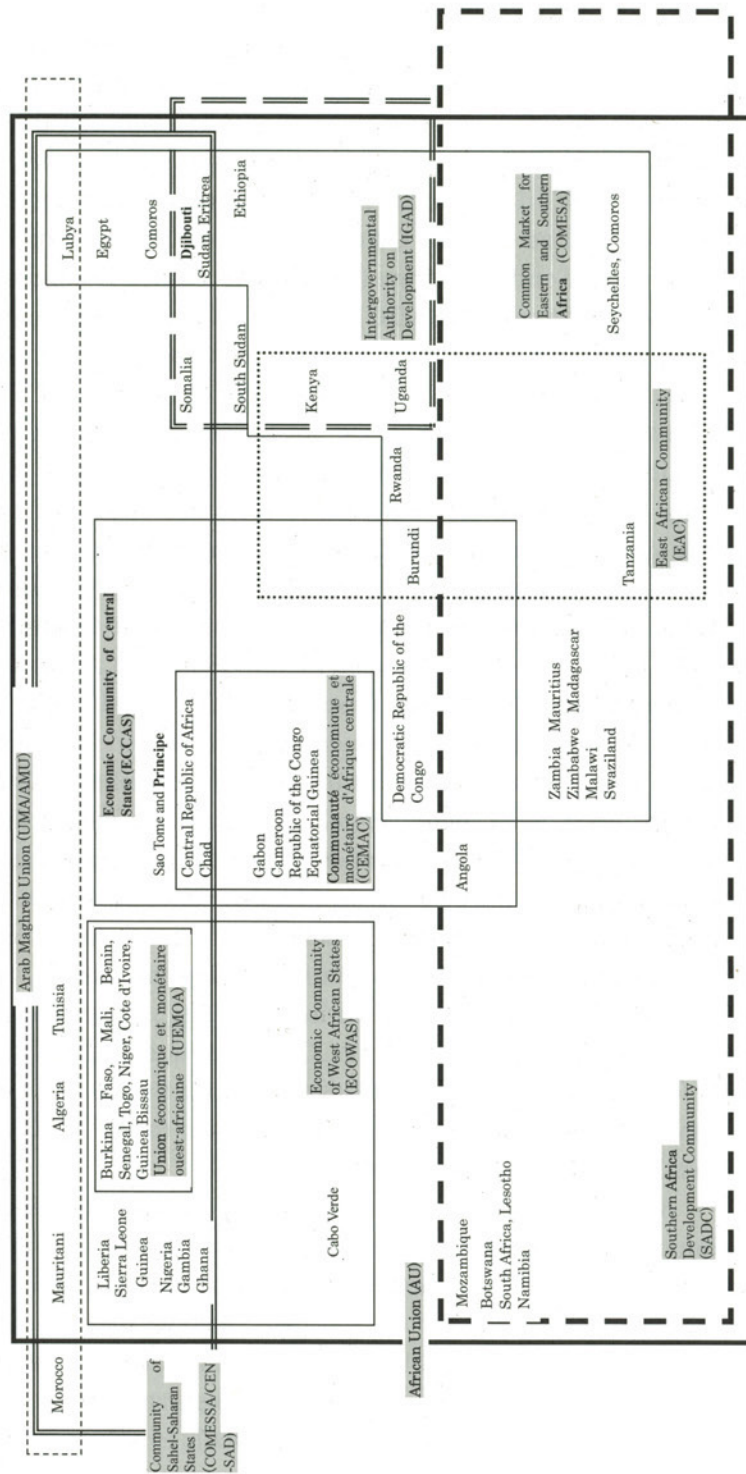 Arab Maghreb Union (UMA/AMU)
Morocco
Mauritani
Algeria
Tunisia
Lubya
Egypt
Comoros
Community of
Sahel-Saharan
States
(COMESSA/CEN
-SAD)
Liberia
Sierra Leone
Guinea
Nigeria
Gambia
Ghana
Burkina Faso, Mali, Benin,
Senegal, Togo, Niger, Cote d'Ivoire,
Guinea Bissau
Union économique et monétaire
ouest-africaine (UEMOA)
Cabo Verde
Economic Community
of West African States
(ECOWAS)
Economic Community of Central
States (ECCAS)
Sao Tome and Principe
Central Republic of Africa
Chad
Gabon
Cameroon
Republic of the Congo
Equatorial Guinea
Communauté économique et
monétaire d'Afrique centrale
(CEMAC)
Somalia
Djibouti
Sudan, Eritrea
South Sudan
Ethiopia
Kenya
Uganda
Intergovernmental
Authority on
Development (IGAD)
Rwanda
Burundi
Democratic Republic of the
Congo
African Union (AU)
Angola
Mozambique
Botswana
South Africa, Lesotho
Namibia
Zambia Mauritius
Zimbabwe Madagascar
Malawi
Swaziland
Tanzania
East African Community
(EAC)
Common Market for
Eastern and Southern
Africa (COMESA)
Seychelles, Comoros
Southern Africa
Development Community
(SADC)